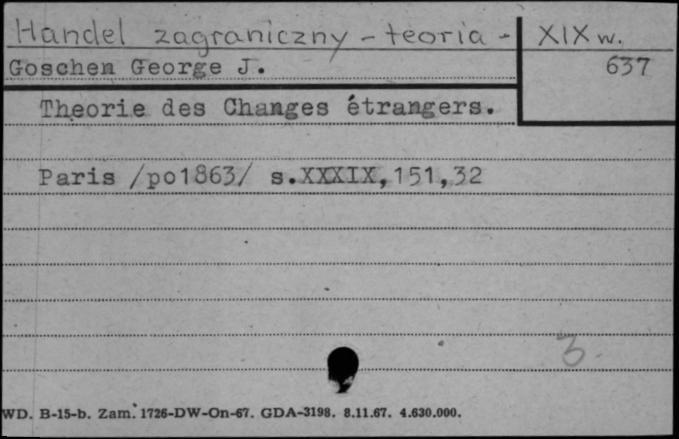 Handel zagraniczny - teoria -
XIX w.
Goschen George J.
637
Theorie des Changes étrangers.
Paris /po1863/ s.XXXIX,151,32
3.
WD. B-15-b. Zam. 1726-DW-On-67. GDA-3198. 8.11.67. 4.630.000.